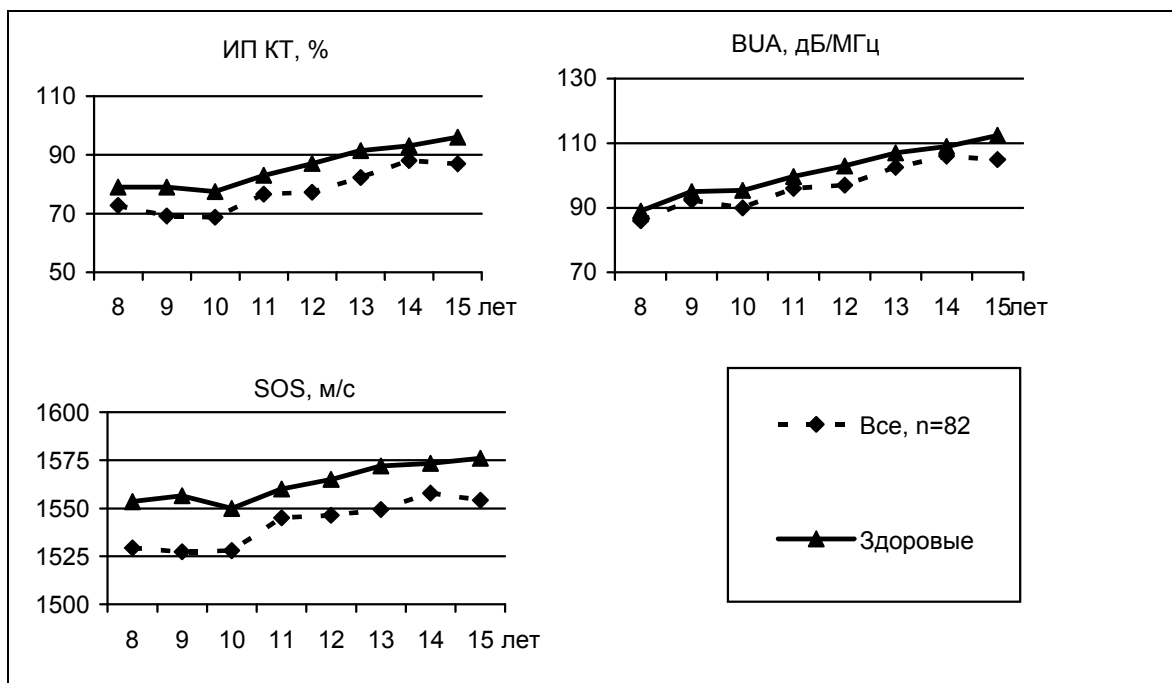 ИП КТ, %
110
90
70
50
8 9 10 11 12 13 14 15 лет
BUA, дБ/МГц
130
110
90
70
8 9 10 11 12 13 14 15лет
SOS, м/с
1600
1575
1550
1525
1500
8 9 10 11 12 13 14 15 лет
Все, n=82
Здоровые